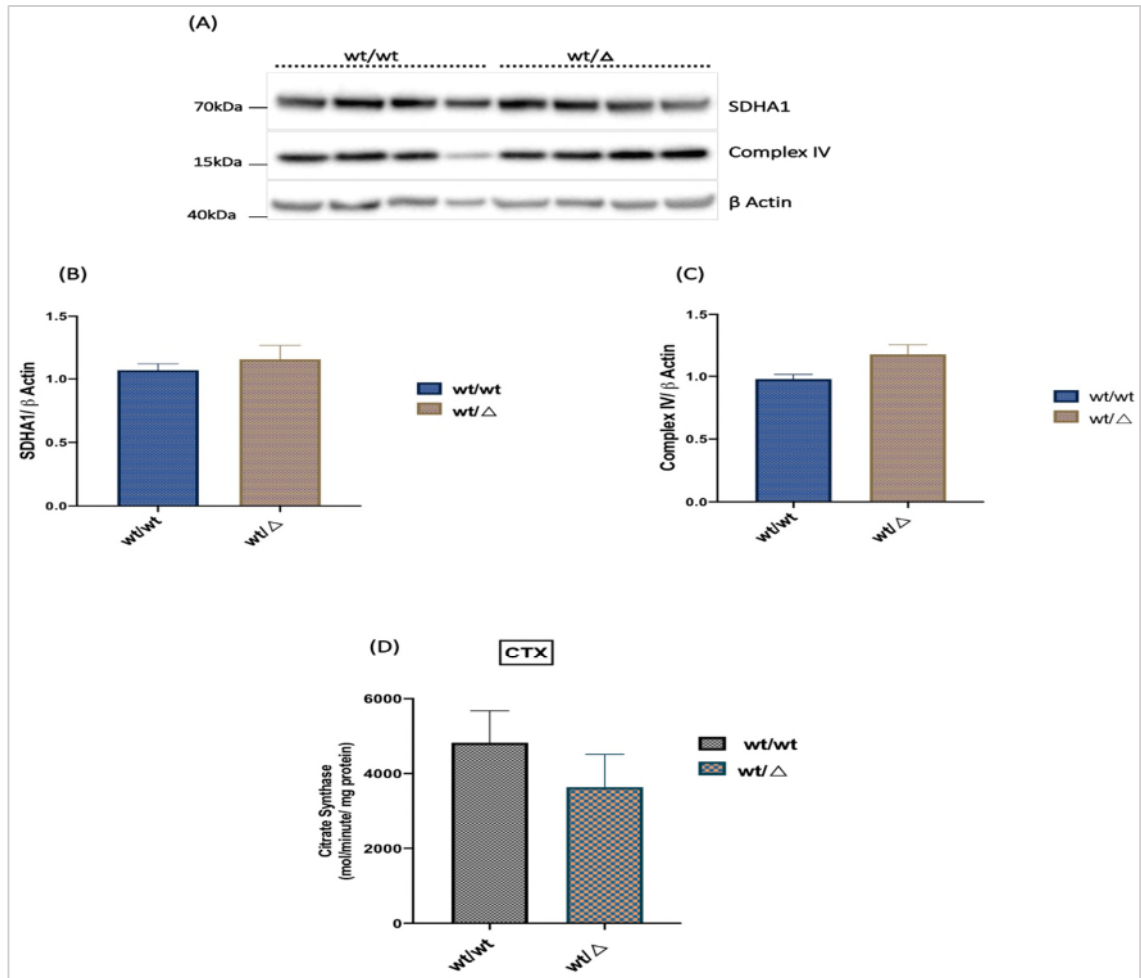 (A)
wt/wt wt/△
70kDa SDHA1
15kDa Complex IV
40kDa β Actin
(B)
1.5
1.0
0.5
0.0
SDHA1/ β Actin
wt/wt
wt/△
wt/wt
wt/△
(C)
1.5
1.0
0.5
0.0
Complex IV/ β Actin
wt/wt
wt/△
wt/wt
wt/△
(D)
CTX
6000
4000
2000
0
Citrate Synthase
(mol/minute/ mg protein)
wt/wt
wt/△
wt/wt
wt/△